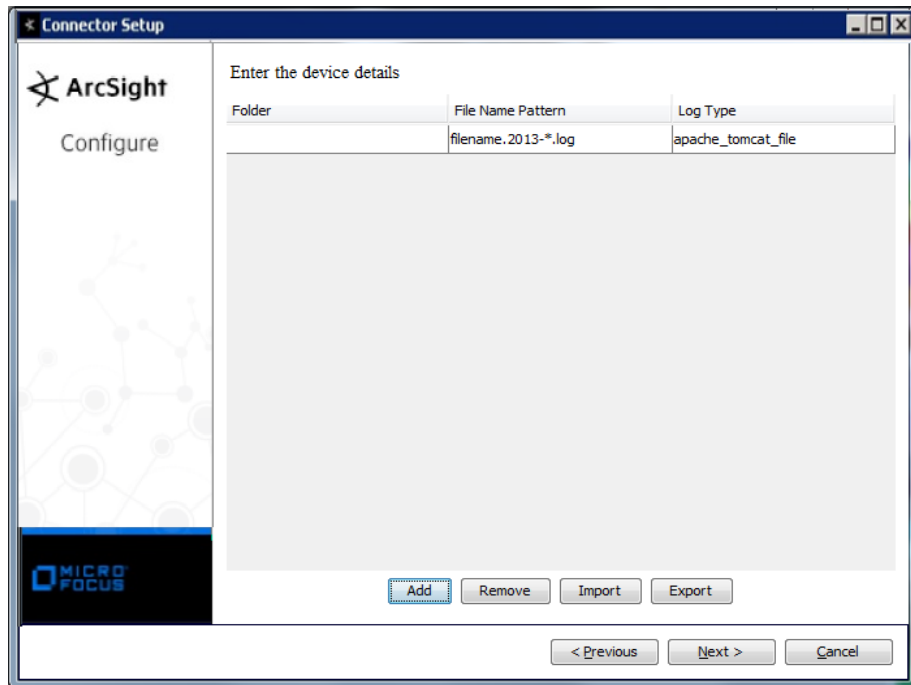 Connector Setup
ArcSight
Configure
Enter the device details
Folder File Name Pattern Log Type
filename.2013-*.log apache_tomcat_file
MICRO
FOCUS
Add Remove Import Export
< Previous Next > Cancel